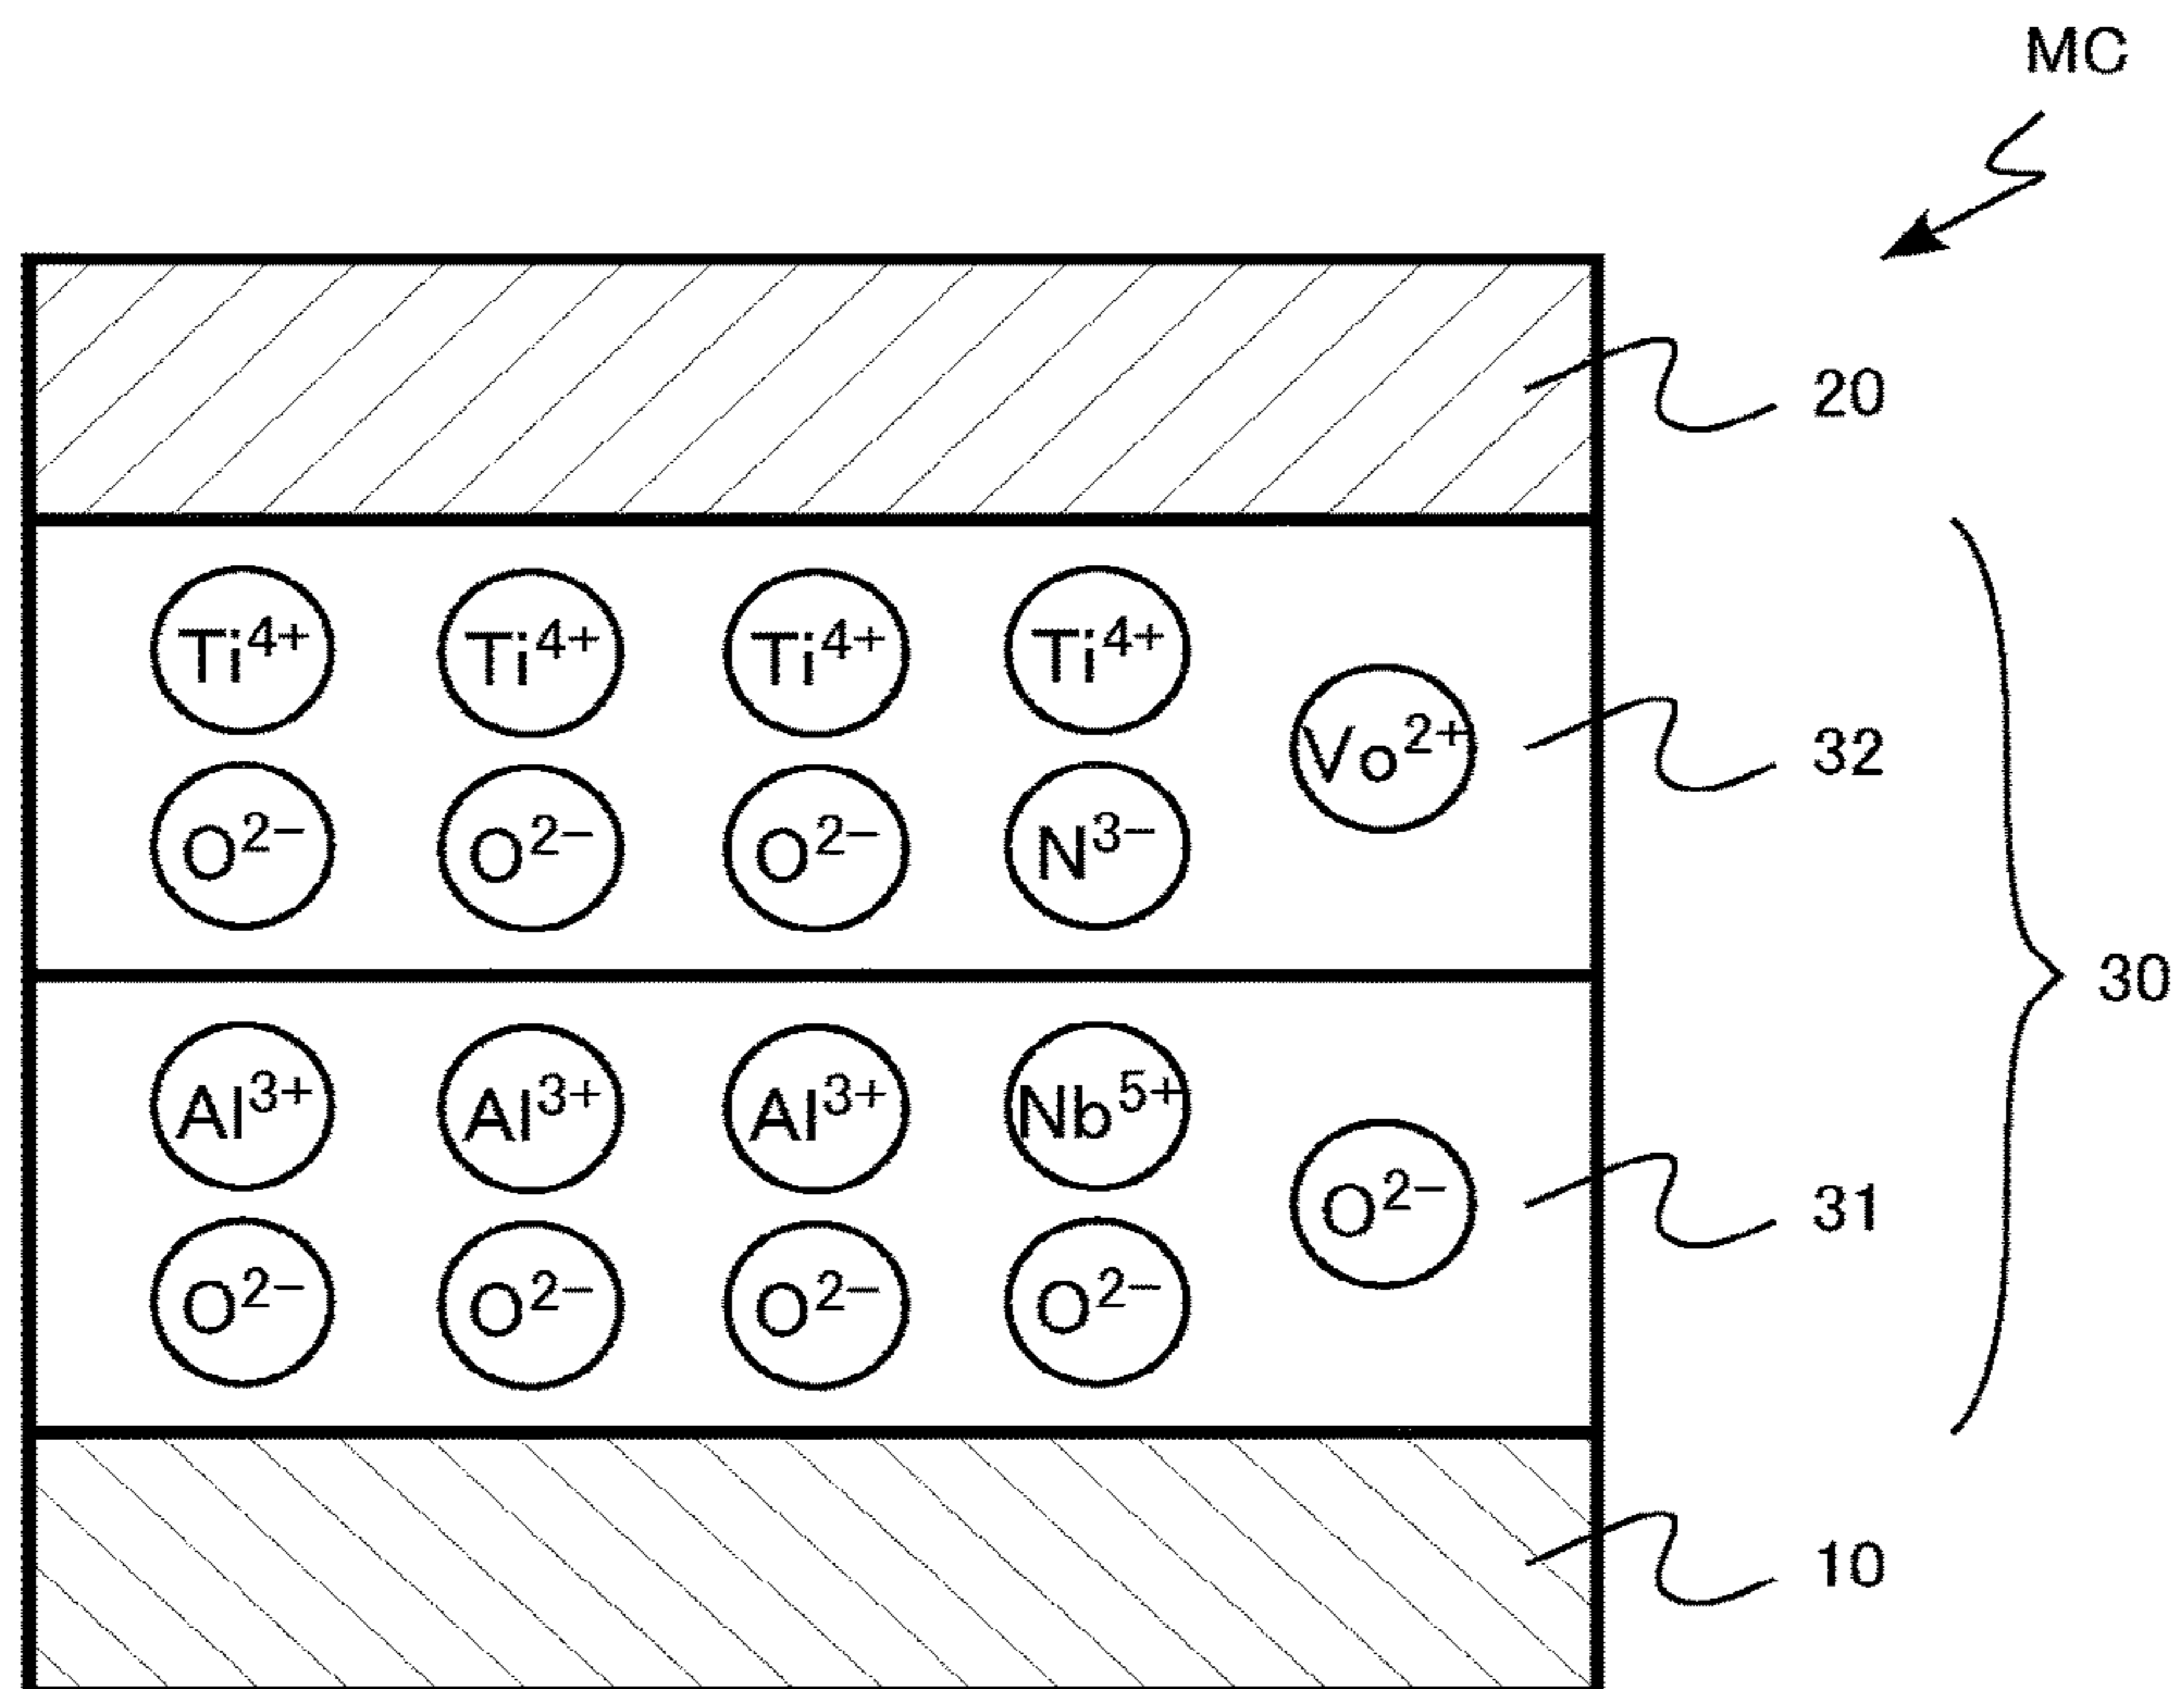 MC
20
Ti⁴⁺ Ti⁴⁺ Ti⁴⁺ Ti⁴⁺
Vo²⁺ 32
O²⁻ O²⁻ O²⁻ N³⁻
30
Al³⁺ Al³⁺ Al³⁺ Nb⁵⁺
O²⁻ 31
O²⁻ O²⁻ O²⁻ O²⁻
10